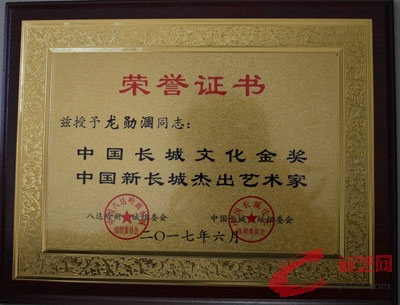 荣誉证书
兹授予龙勋涠同志:
中国长城文化金奖
中国新长城杰出艺术家
二〇一七年六月